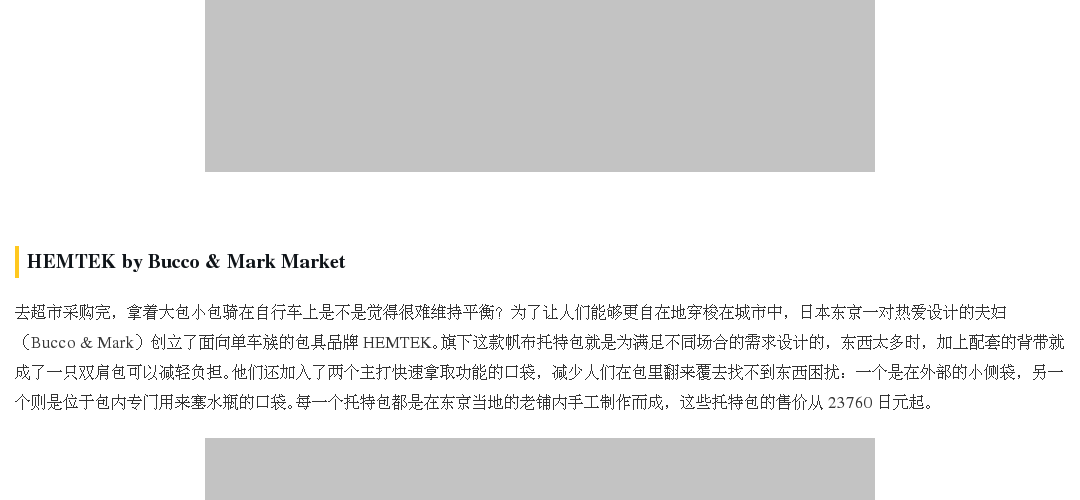 HEMTEK by Bucco & Mark Market
去超市采购完，拿着大包小包骑在自行车上是不是觉得很难维持平衡？为了让人们能够更自在地穿梭在城市中，日本东京一对热爱设计的夫妇
（Bucco & Mark）创立了面向单车族的包具品牌 HEMTEK。旗下这款帆布托特包就是为满足不同场合的需求设计的，东西太多时，加上配套的背带就
成了一只双肩包可以减轻负担。他们还加入了两个主打快速拿取功能的口袋，减少人们在包里翻来覆去找不到东西困扰：一个是在外部的小侧袋，另一
个则是位于包内专门用来塞水瓶的口袋。每一个托特包都是在东京当地的老铺内手工制作而成，这些托特包的售价从 23760 日元起。